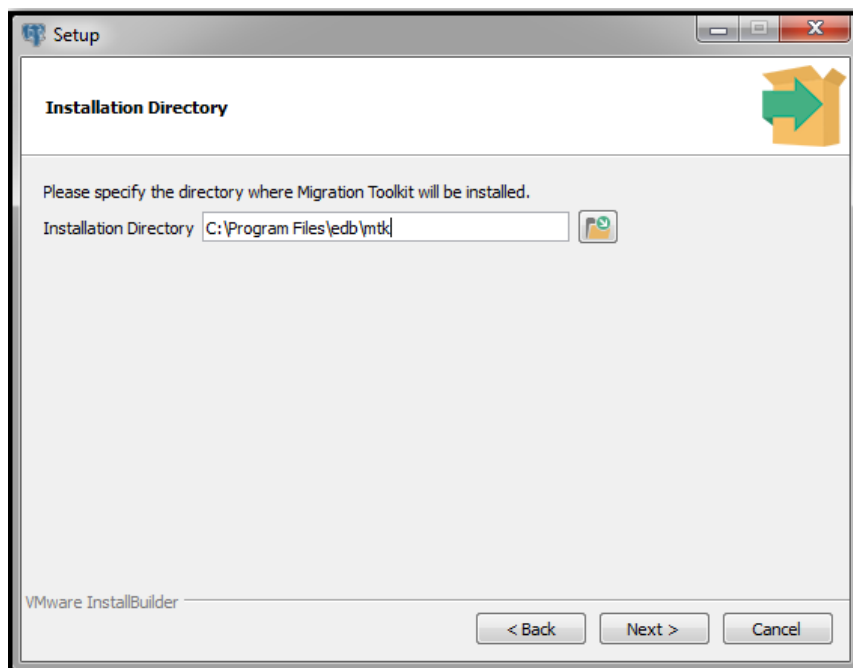 Setup
Installation Directory
Please specify the directory where Migration Toolkit will be installed.
Installation Directory C:\Program Files\edb\mtk
VMware InstallBuilder
< Back Next > Cancel